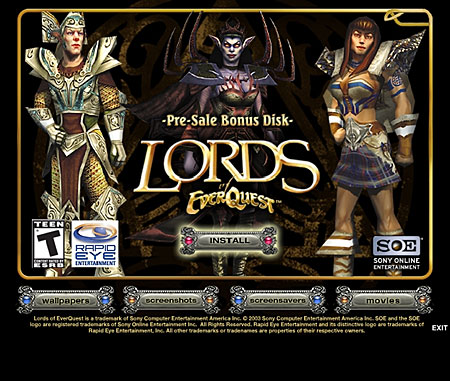 -Pre-Sale Bonus Disk-
LORDS
of
EVERQUEST™
INSTALL
TEEN
T
CONTENT RATED BY
ESRB
RAPID
EYE
ENTERTAINMENT
SOE
SONY ONLINE
ENTERTAINMENT
wallpapers
screenshots
screensavers
movies
Lords of EverQuest is a trademark of Sony Computer Entertainment America Inc. © 2003 Sony Computer Entertainment America Inc. SOE and the SOE
logo are registered trademarks of Sony Online Entertainment Inc. All Rights Reserved. Rapid Eye Entertainment and its distinctive logo are trademarks of
Rapid Eye Entertainment, Inc. All other trademarks or tradenames are properties of their respective owners.
EXIT